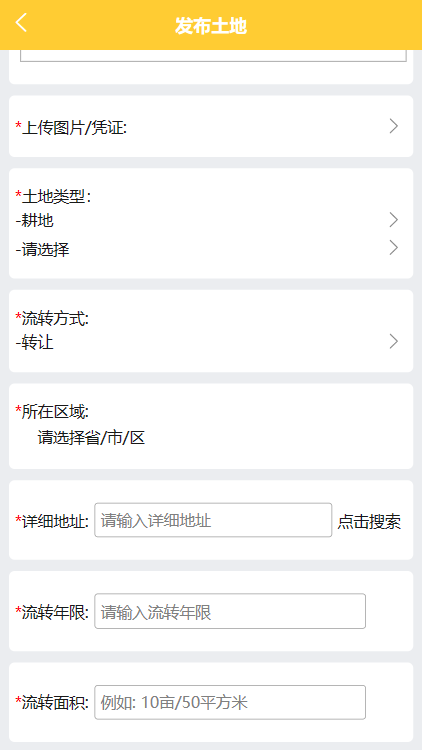 发布土地
*上传图片/凭证:
*土地类型:
-耕地
-请选择
*流转方式:
-转让
*所在区域:
请选择省/市/区
*详细地址: 请输入详细地址 点击搜索
*流转年限: 请输入流转年限
*流转面积: 例如: 10亩/50平方米